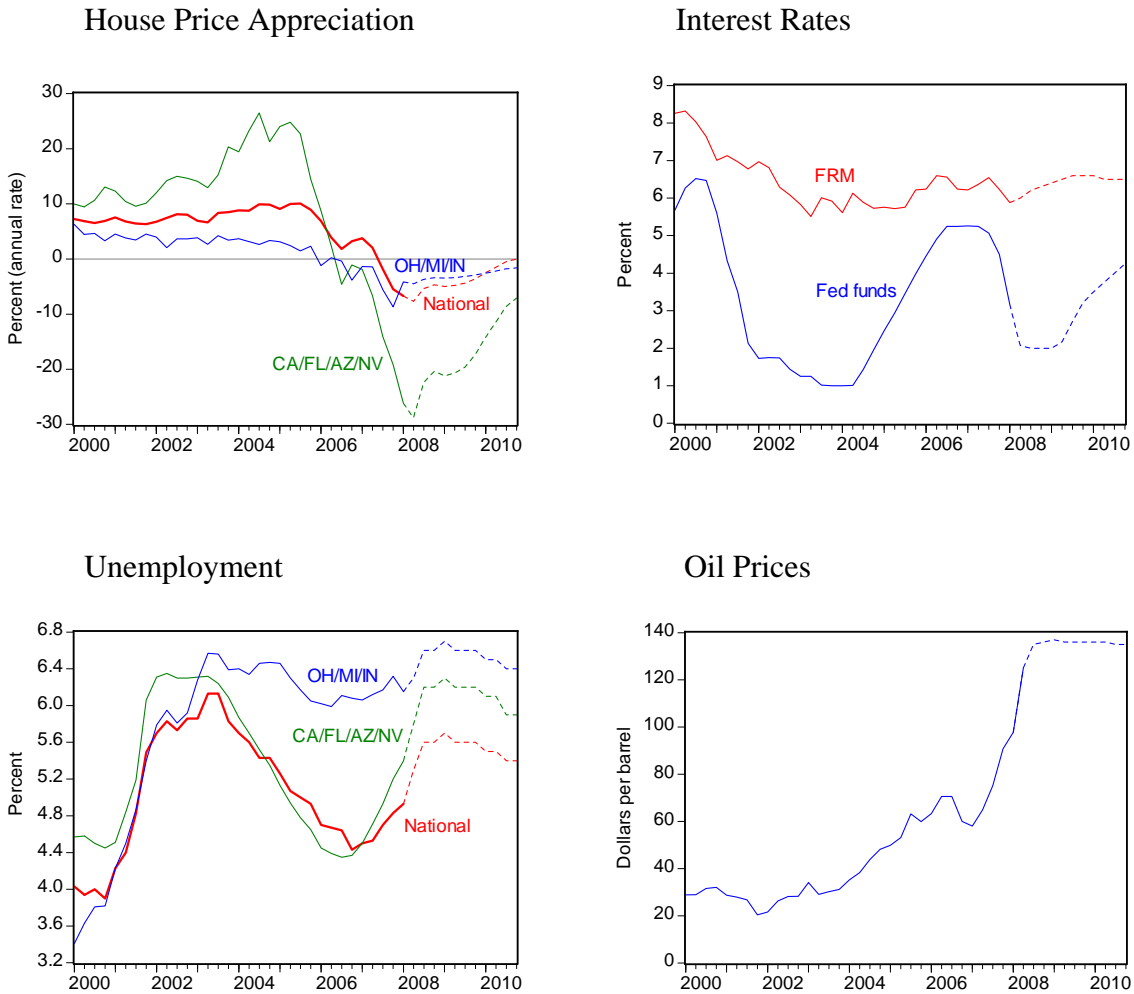 House Price Appreciation
Percent (annual rate)
30
20
10
0
-10
-20
-30
OH/MI/IN
National
CA/FL/AZ/NV
2000 2002 2004 2006 2008 2010
Interest Rates
Percent
9
8
7
6
5
4
3
2
1
0
FRM
Fed funds
2000 2002 2004 2006 2008 2010
Unemployment
Percent
6.8
6.4
6.0
5.6
5.2
4.8
4.4
4.0
3.6
3.2
OH/MI/IN
CA/FL/AZ/NV
National
2000 2002 2004 2006 2008 2010
Oil Prices
Dollars per barrel
140
120
100
80
60
40
20
0
2000 2002 2004 2006 2008 2010